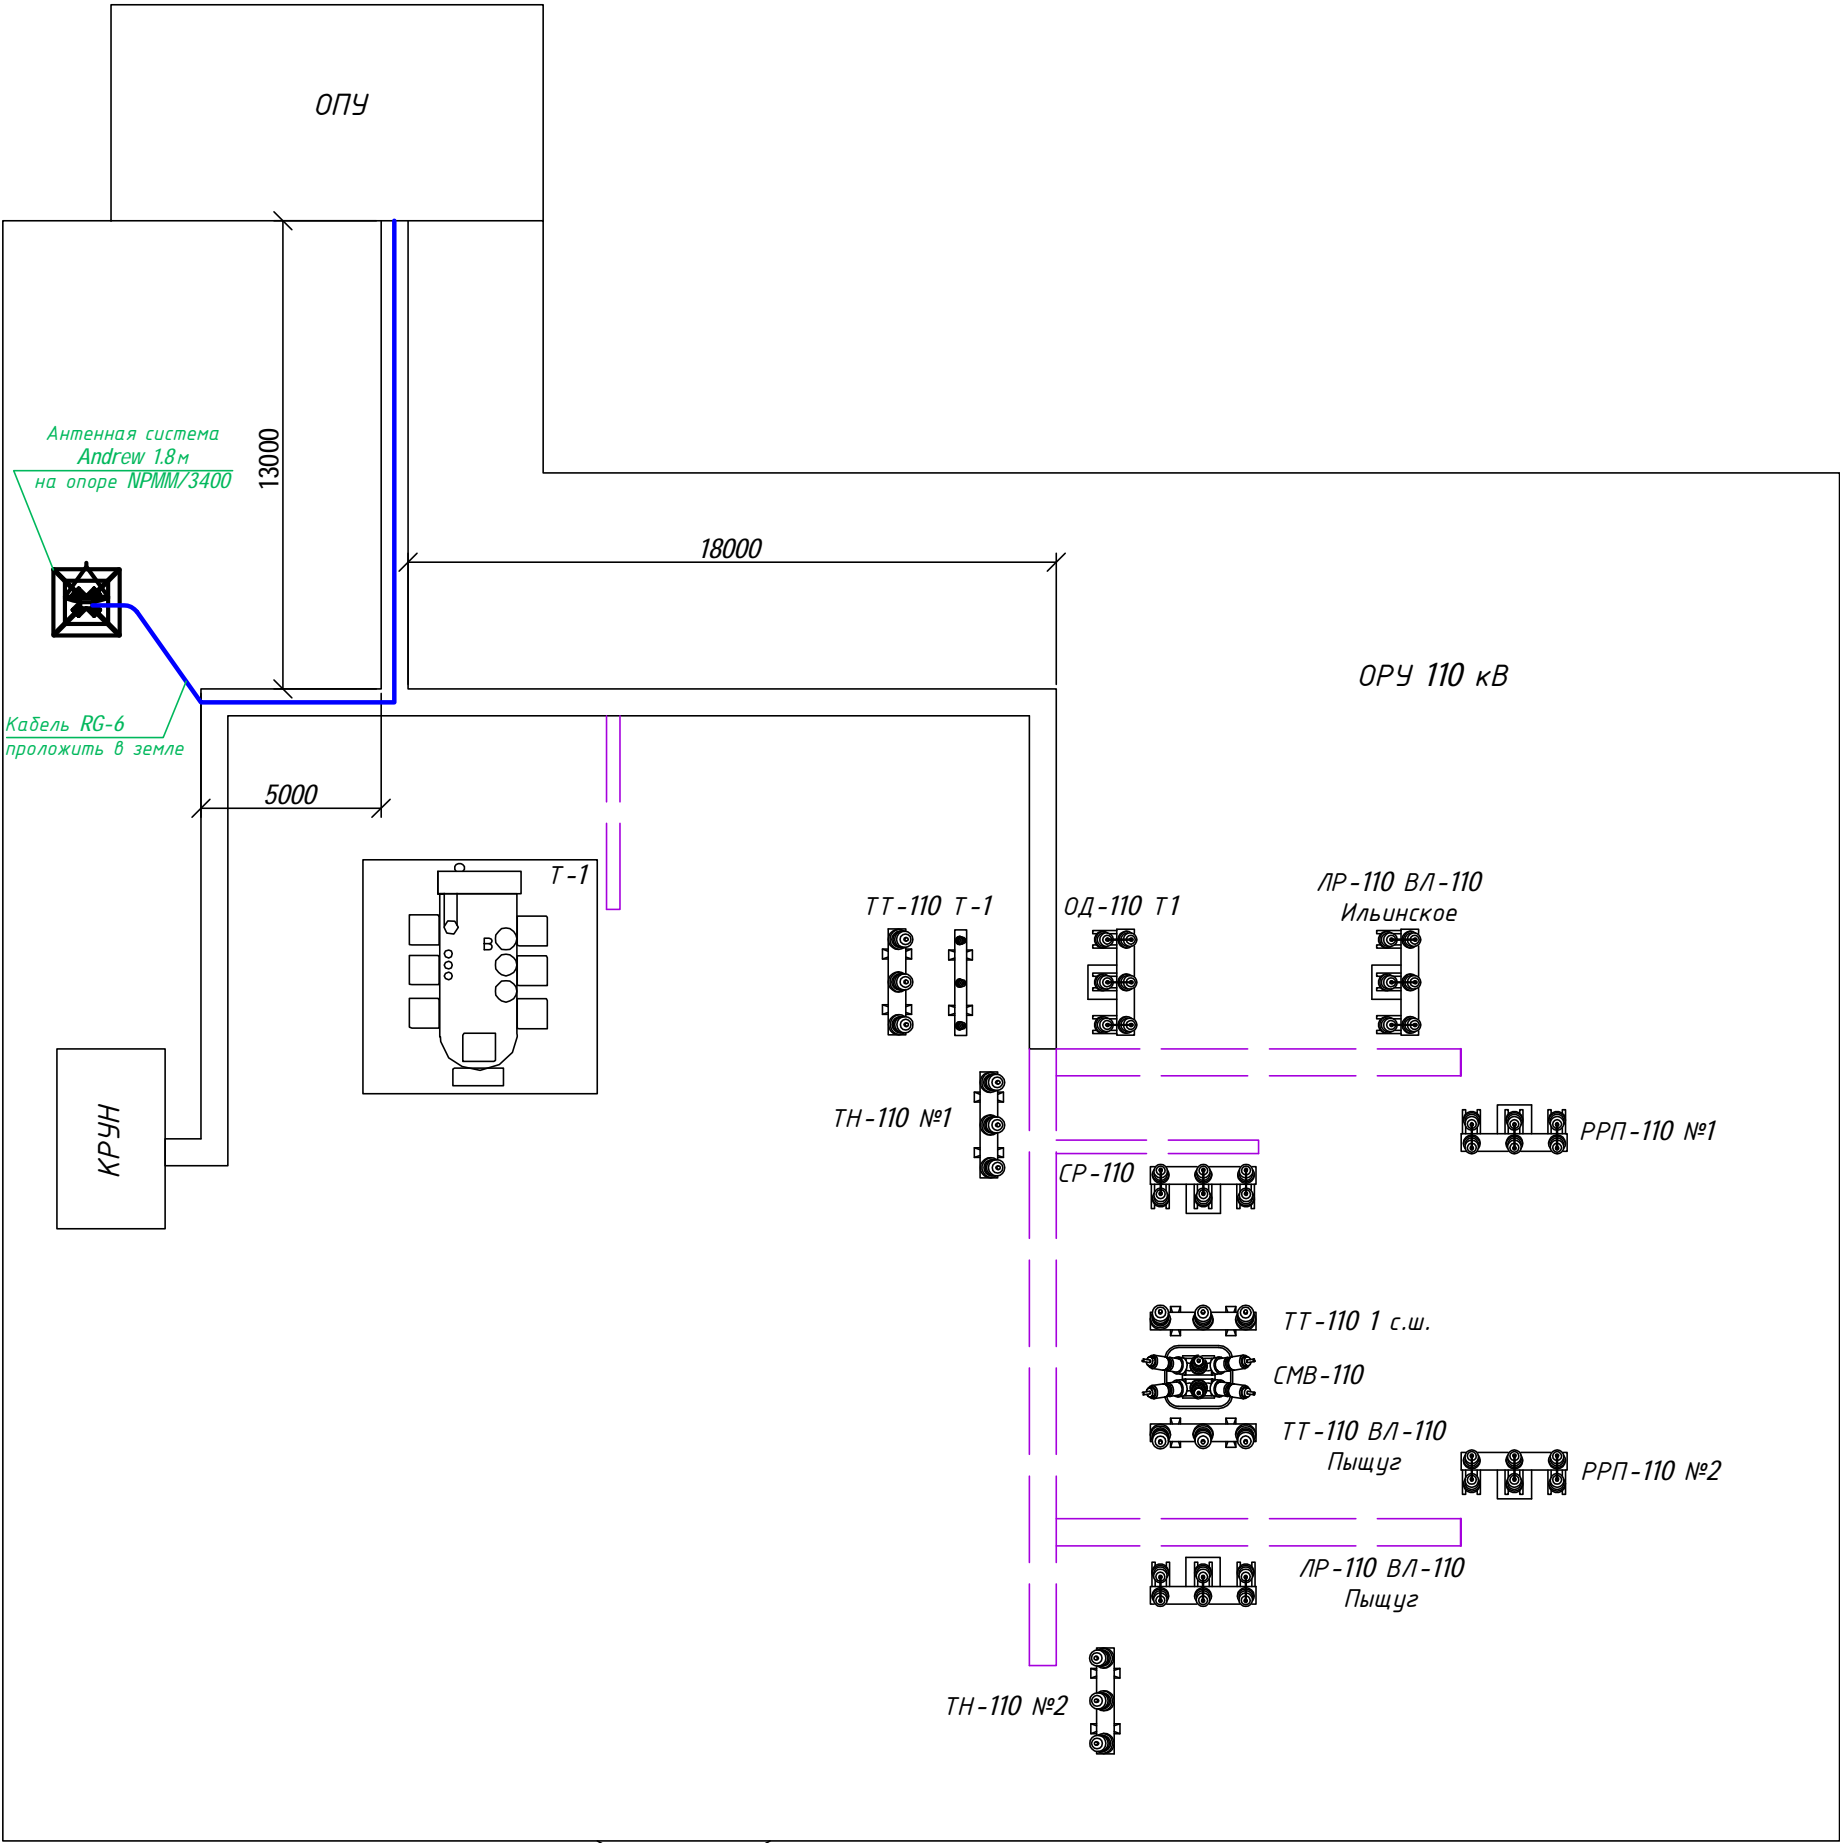 ОПУ
Антенная система
Andrew 1.8м
на опоре NPMM/3400
13000
18000
ОРУ 110 кВ
Кабель RG-6
проложить в земле
5000
Т-1
В
ТТ-110 Т-1
ОД-110 Т1
ЛР-110 ВЛ-110
Ильинское
КРУН
ТН-110 №1
РРП-110 №1
СР-110
ТТ-110 1 с.ш.
СМВ-110
ТТ-110 ВЛ-110
Пыщуг
РРП-110 №2
ЛР-110 ВЛ-110
Пыщуг
ТН-110 №2